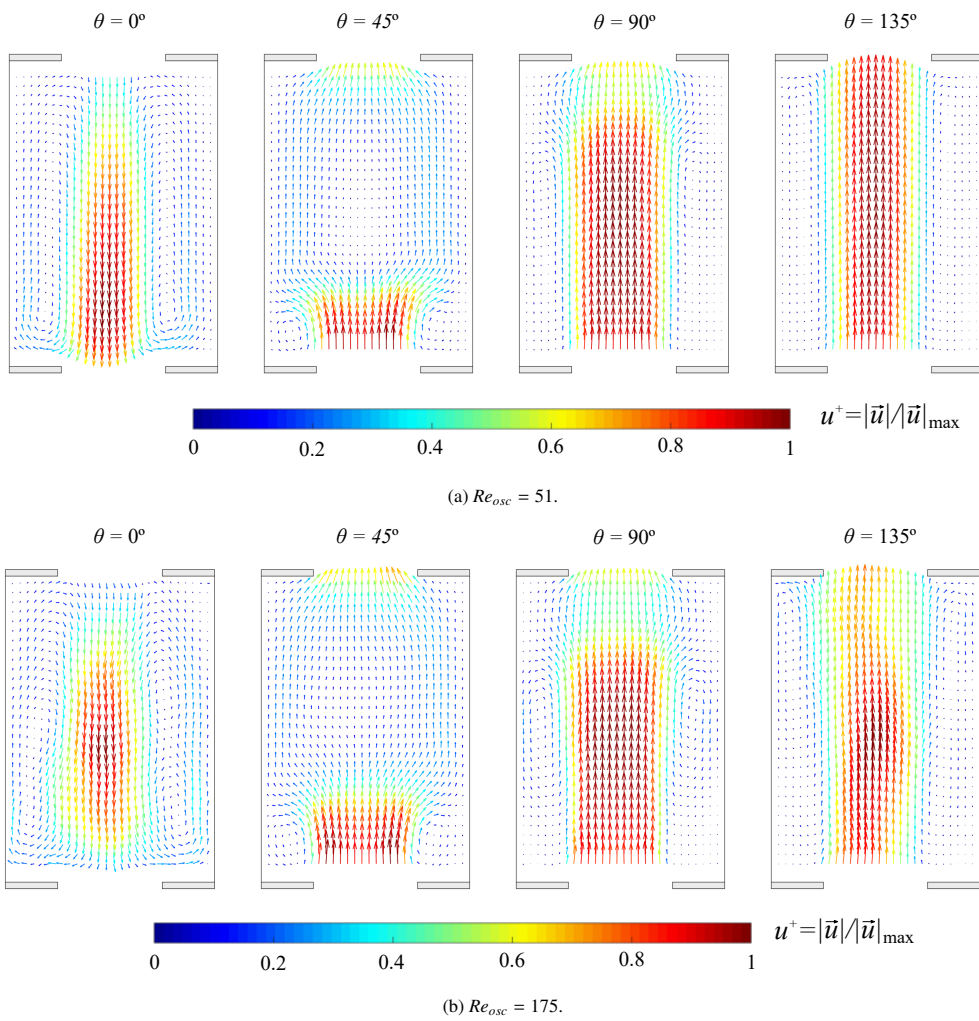 θ = 0º θ = 45º θ = 90º θ = 135º
u⁺=|u⃗|/|u⃗|max
0 0.2 0.4 0.6 0.8 1
(a) Reosc = 51.
θ = 0º θ = 45º θ = 90º θ = 135º
u⁺=|u⃗|/|u⃗|max
0 0.2 0.4 0.6 0.8 1
(b) Reosc = 175.